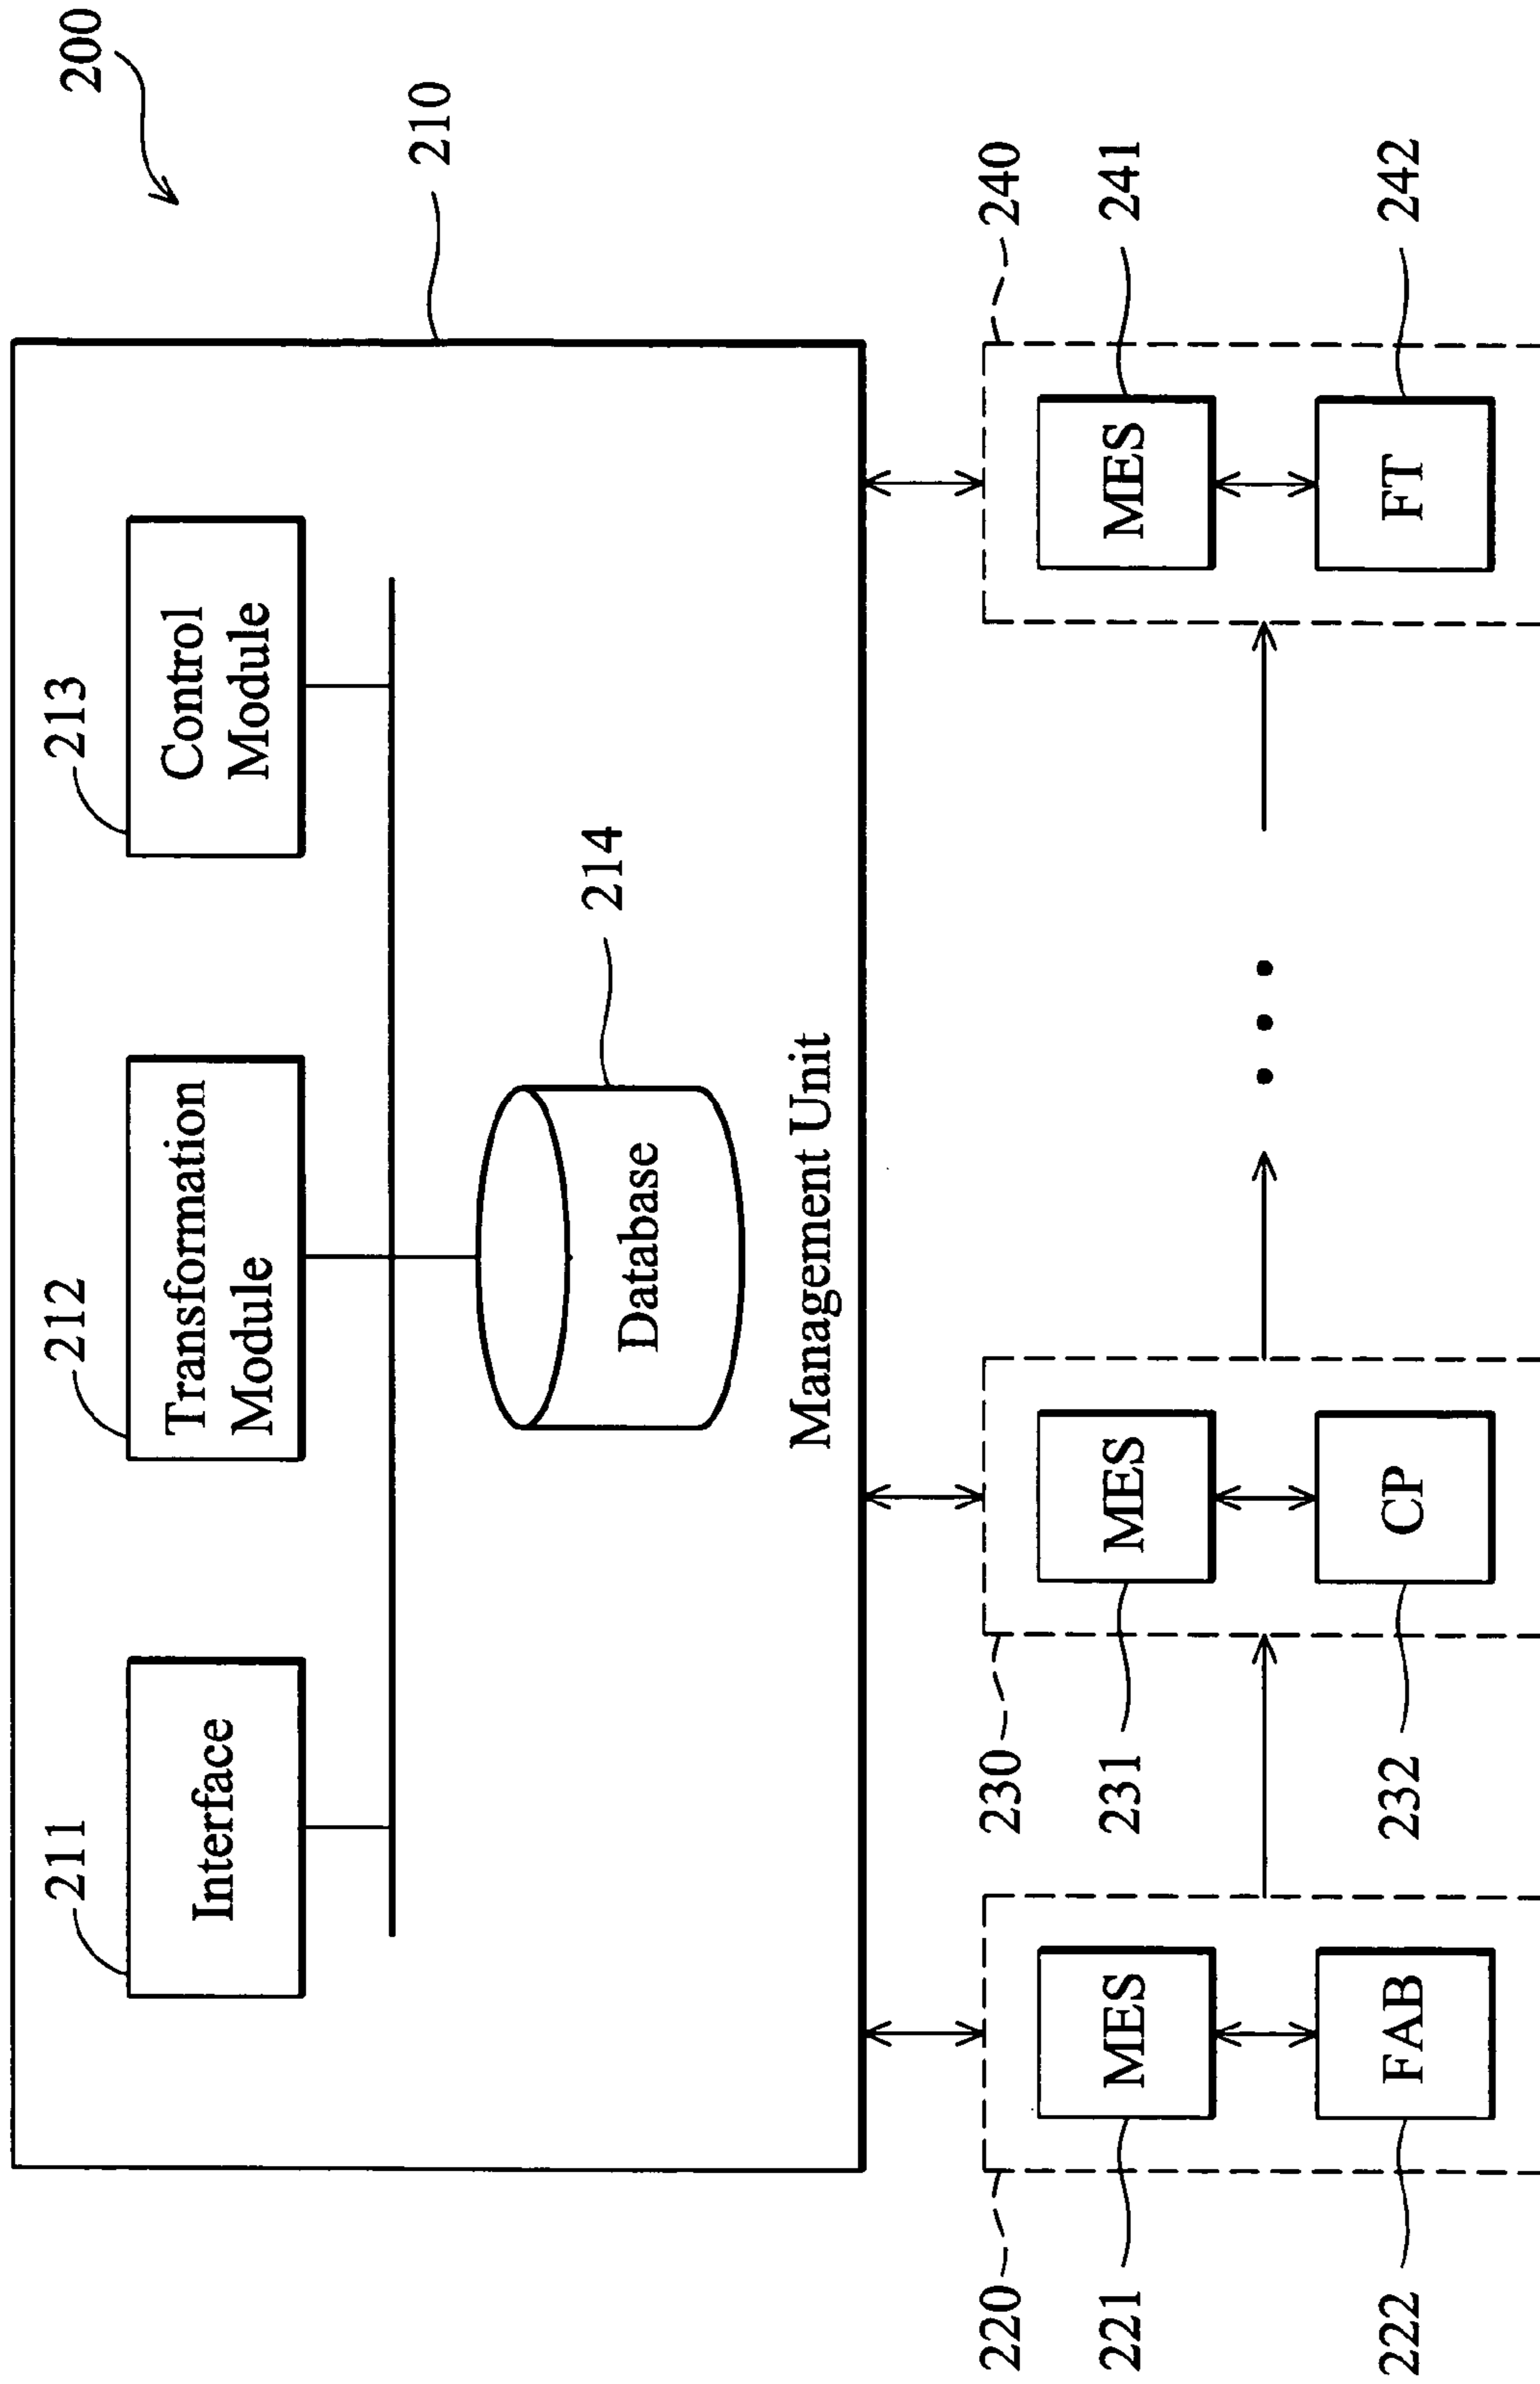 200
210
211
212
213
Interface
Transformation
Module
Control
Module
214
Database
Management Unit
220
230
240
221
MES
231
MES
MES
241
222
FAB
232
CP
FT
242